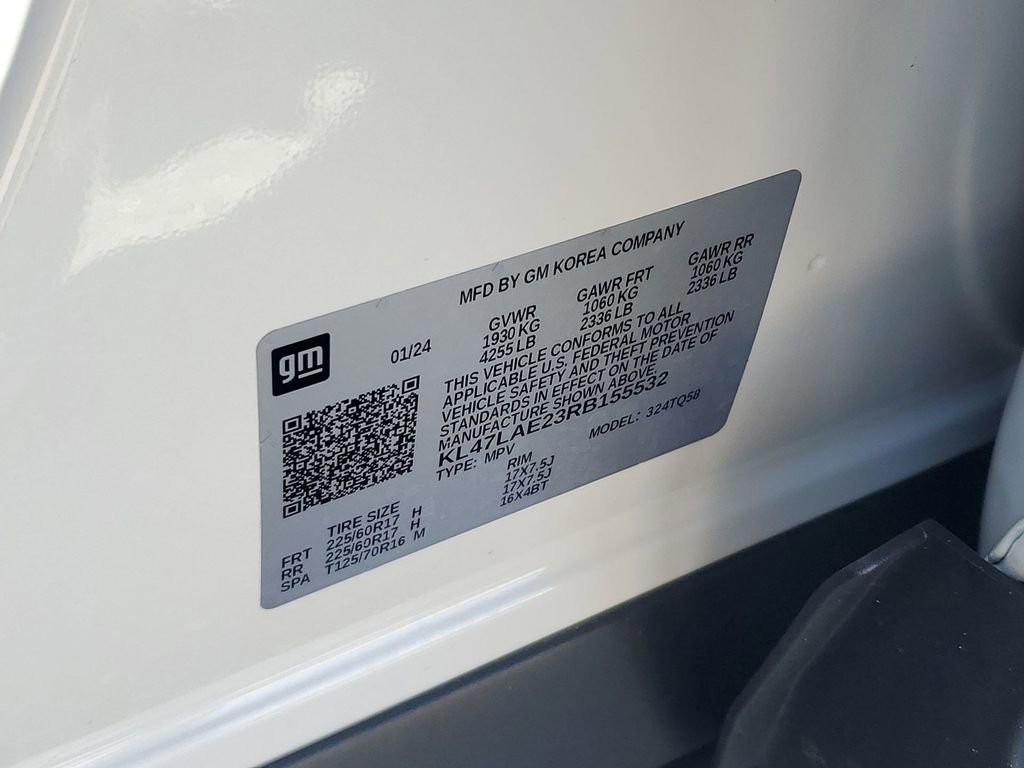 gm
MFD BY GM KOREA COMPANY
01/24
GVWR GAWR FRT GAWR RR
1930 KG 1060 KG 1060 KG
4255 LB 2336 LB 2336 LB
THIS VEHICLE CONFORMS TO ALL
APPLICABLE U.S. FEDERAL MOTOR
VEHICLE SAFETY AND THEFT PREVENTION
STANDARDS IN EFFECT ON THE DATE OF
MANUFACTURE SHOWN ABOVE.
KL47LAE23RB155532
TYPE: MPV MODEL: 324TQ58
TIRE SIZE RIM
FRT 225/60R17 H 17X7.5J
RR 225/60R17 H 17X7.5J
SPA T125/70R16 M 16X4BT